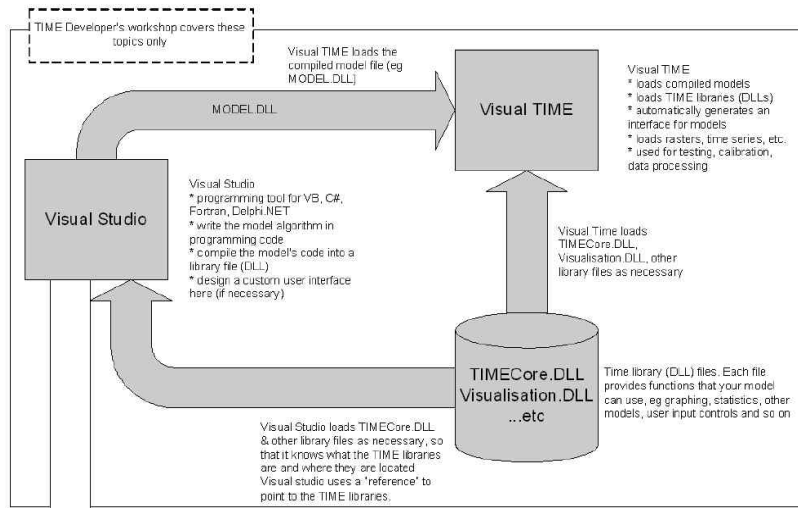 TIME Developer's workshop covers these
topics only
Visual TIME loads the
compiled model file (eg
MODEL.DLL)
MODEL.DLL
Visual TIME
Visual TIME
* loads compiled models
* loads TIME libraries (DLLs)
* automatically generates an
interface for models
* loads rasters, time series, etc.
* used for testing, calibration,
data processing
Visual Studio
Visual Studio
* programming tool for VB, C#,
Fortran, Delphi.NET
* write the model algorithm in
programming code
* compile the model's code into a
library file (DLL)
* design a custom user interface
here (if necessary)
Visual Time loads
TIMECore.DLL,
Visualisation.DLL, other
library files as necessary
TIMECore.DLL
Visualisation.DLL
...etc
Time library (DLL) files. Each file
provides functions that your model
can use, eg graphing, statistics, other
models, user input controls and so on
Visual Studio loads TIMECore.DLL
& other library files as necessary, so
that it knows what the TIME libraries
are and where they are located
Visual studio uses a "reference" to
point to the TIME libraries.